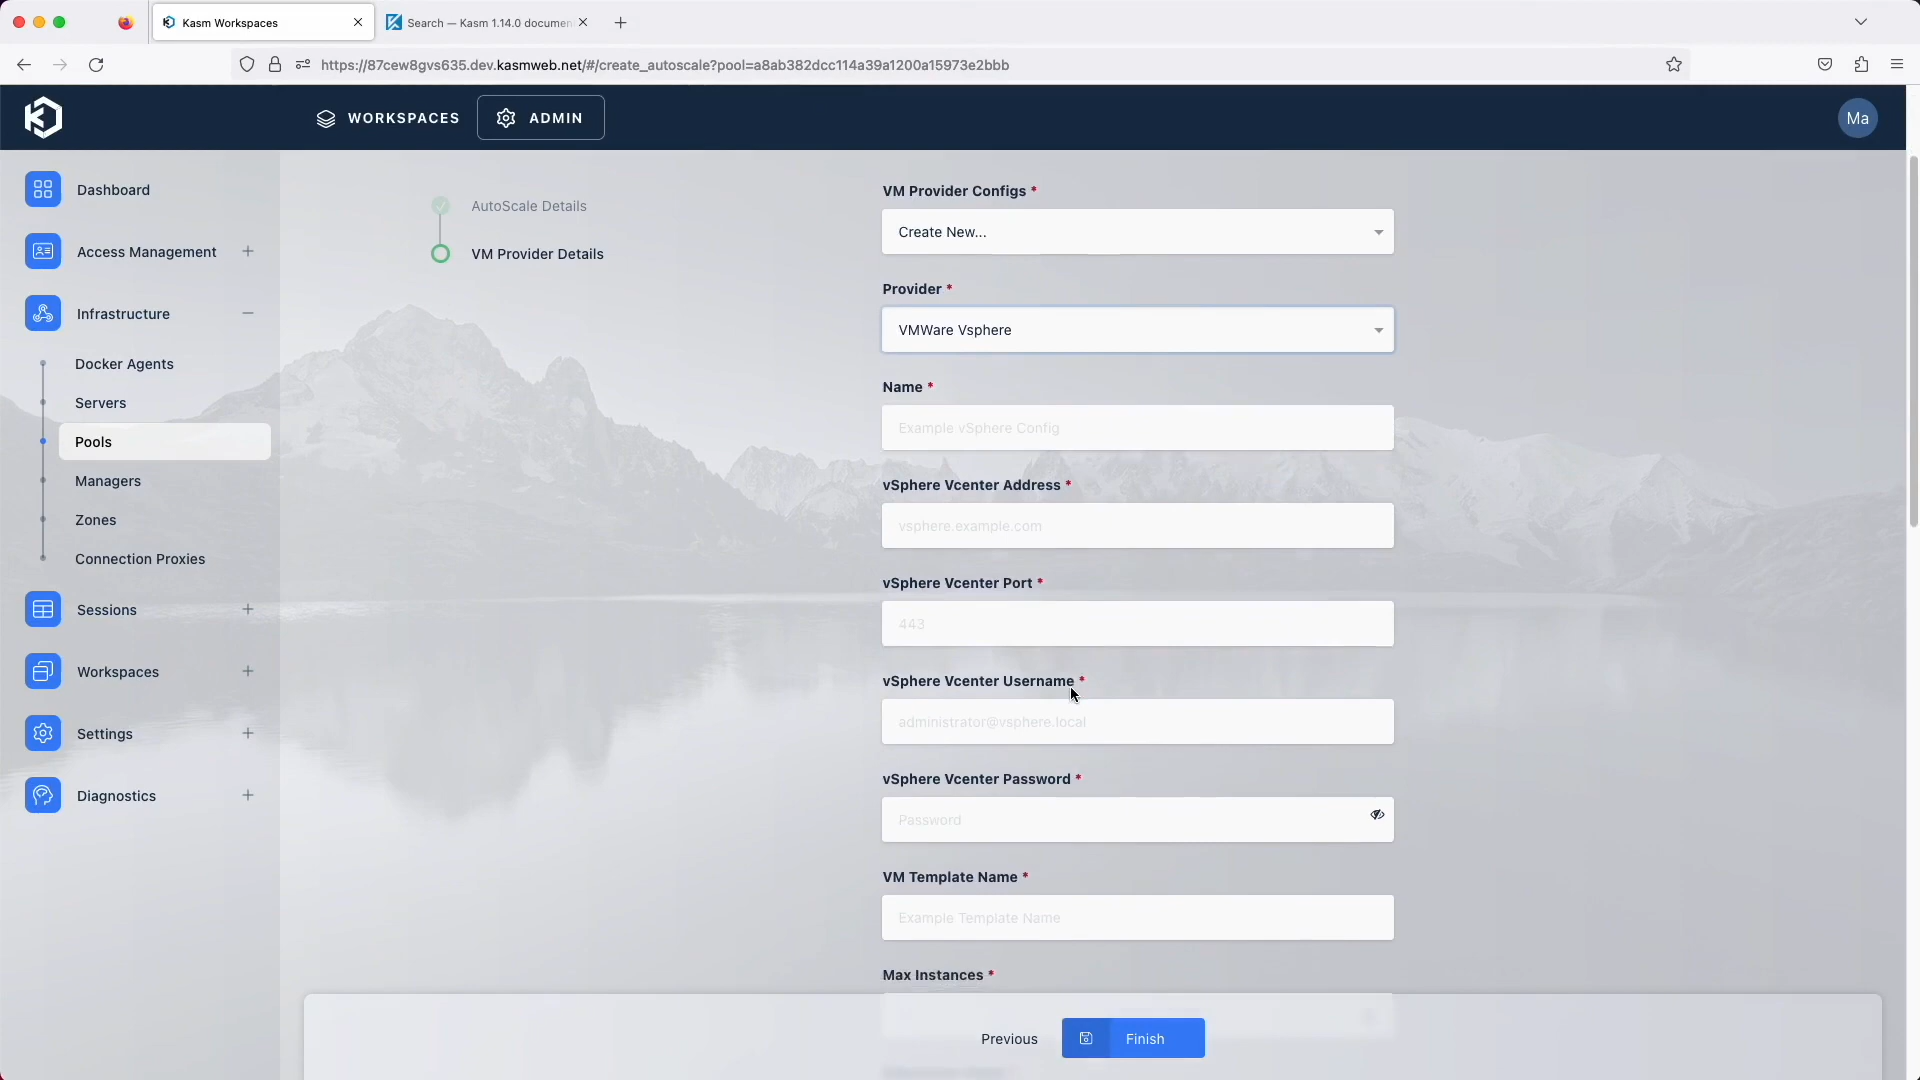 Kasm Workspaces
Search — Kasm 1.14.0 documen
https://87cew8gvs635.dev.kasmweb.net/#/create_autoscale?pool=a8ab382dcc114a39a1200a15973e2bbb
WORKSPACES
ADMIN
Ma
Dashboard
Access Management
Infrastructure
Docker Agents
Servers
Pools
Managers
Zones
Connection Proxies
Sessions
Workspaces
Settings
Diagnostics
AutoScale Details
VM Provider Details
VM Provider Configs *
Create New...
Provider *
VMWare Vsphere
Name *
Example vSphere Config
vSphere Vcenter Address *
vsphere.example.com
vSphere Vcenter Port *
443
vSphere Vcenter Username *
administrator@vsphere.local
vSphere Vcenter Password *
Password
VM Template Name *
Example Template Name
Max Instances *
Previous
Finish